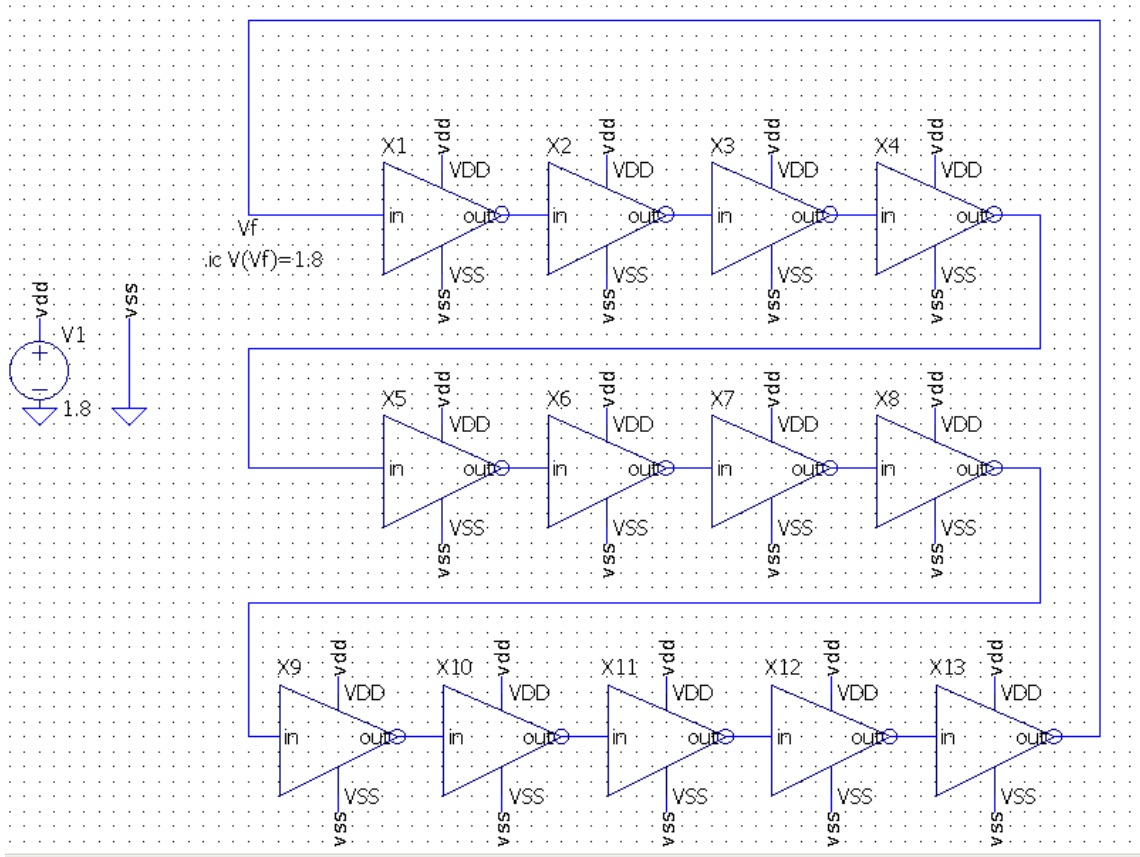 X1 X2 X3 X4
vdd vdd vdd vdd
VDD VDD VDD VDD
in out in out in out in out
Vf
.ic V(Vf)=1.8
VSS VSS VSS VSS
vss vss vss vss
vdd vss
V1
1.8
X5 X6 X7 X8
vdd vdd vdd vdd
VDD VDD VDD VDD
in out in out in out in out
VSS VSS VSS VSS
vss vss vss vss
X9 X10 X11 X12 X13
vdd vdd vdd vdd vdd
VDD VDD VDD VDD VDD
in out in out in out in out in out
VSS VSS VSS VSS VSS
vss vss vss vss vss